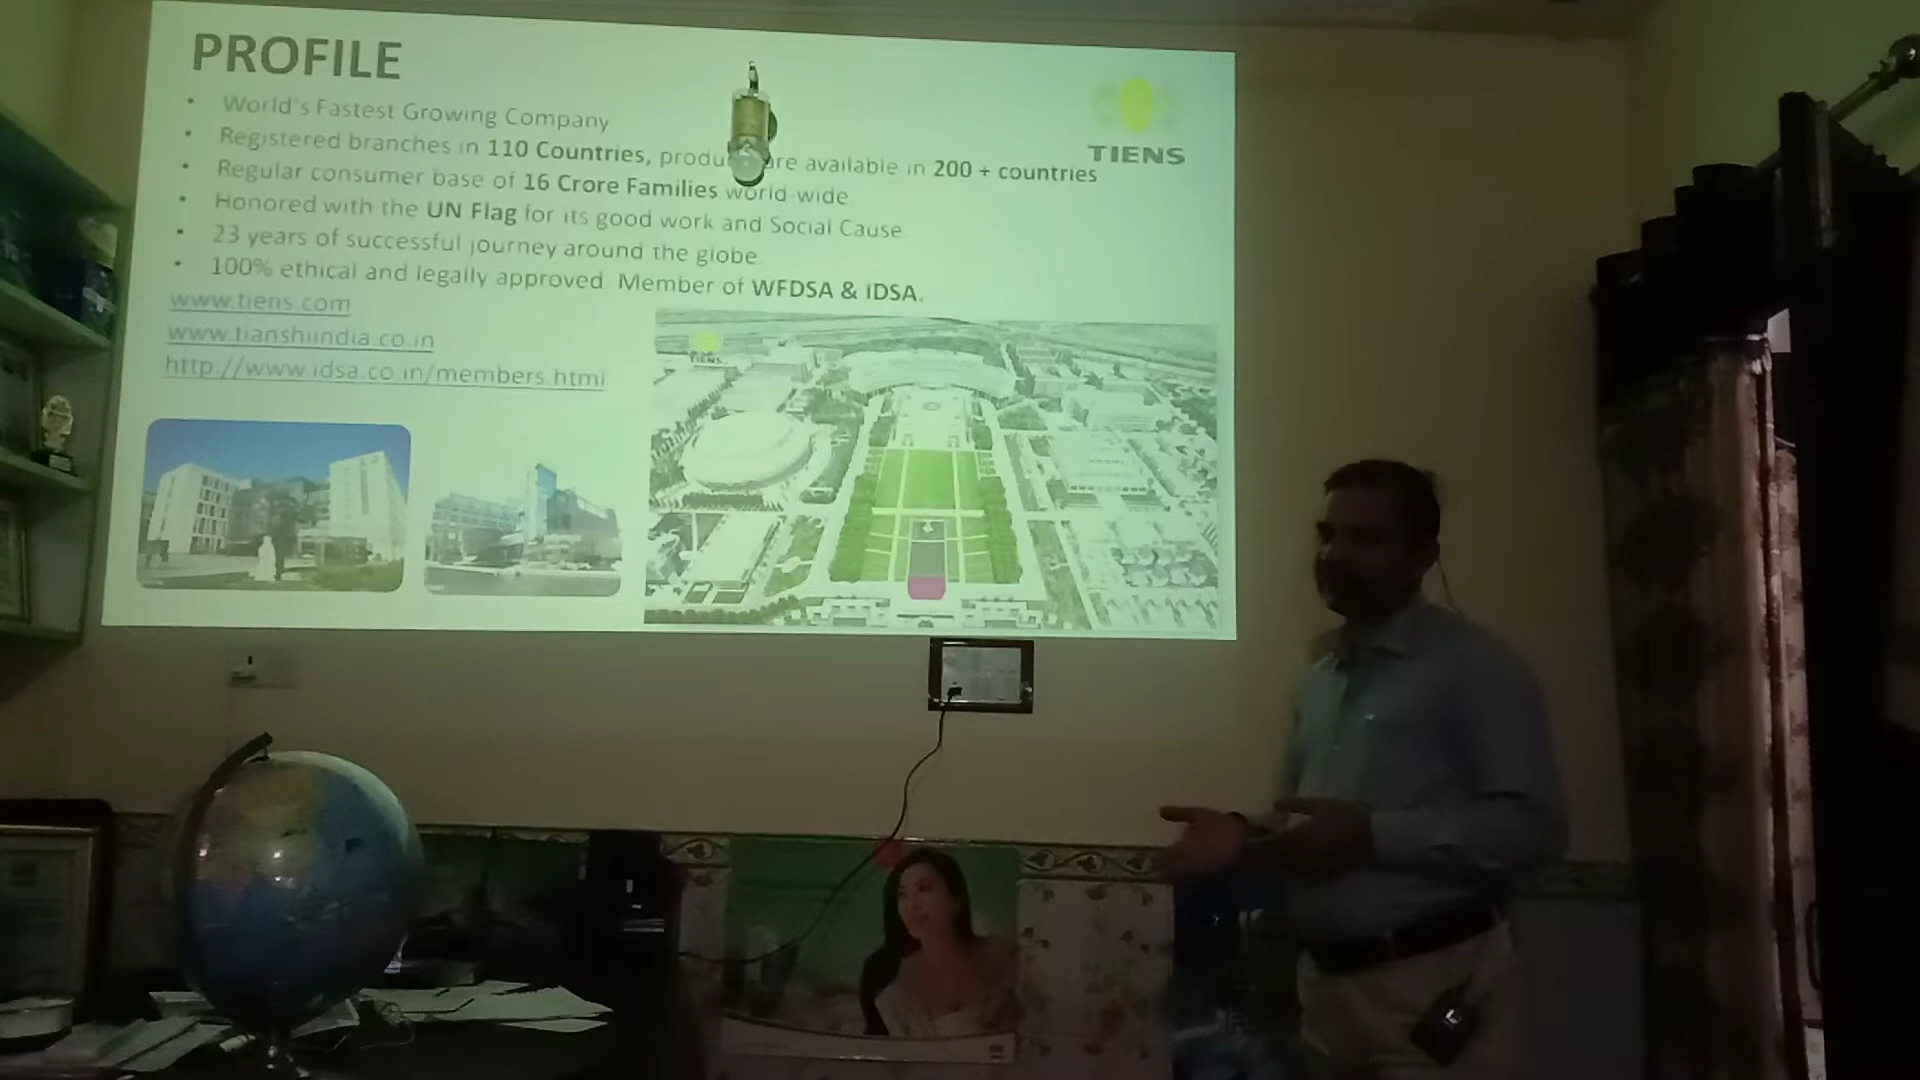 PROFILE
TIENS
• World's Fastest Growing Company
• Registered branches in 110 Countries, produ are available in 200 + countries
• Regular consumer base of 16 Crore Families world wide
• Honored with the UN Flag for its good work and Social Cause
• 23 years of successful journey around the globe
• 100% ethical and legally approved. Member of WFDSA & IDSA.
www.tiens.com
www.tianshiindia.co.in
http://www.idsa.co.in/members.html
TIENS